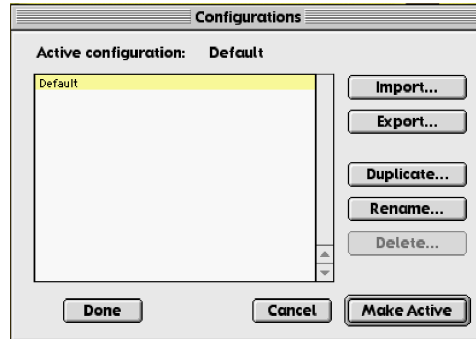 Configurations
Active configuration: Default
Default
Import...
Export...
Duplicate...
Rename...
Delete...
Done
Cancel
Make Active